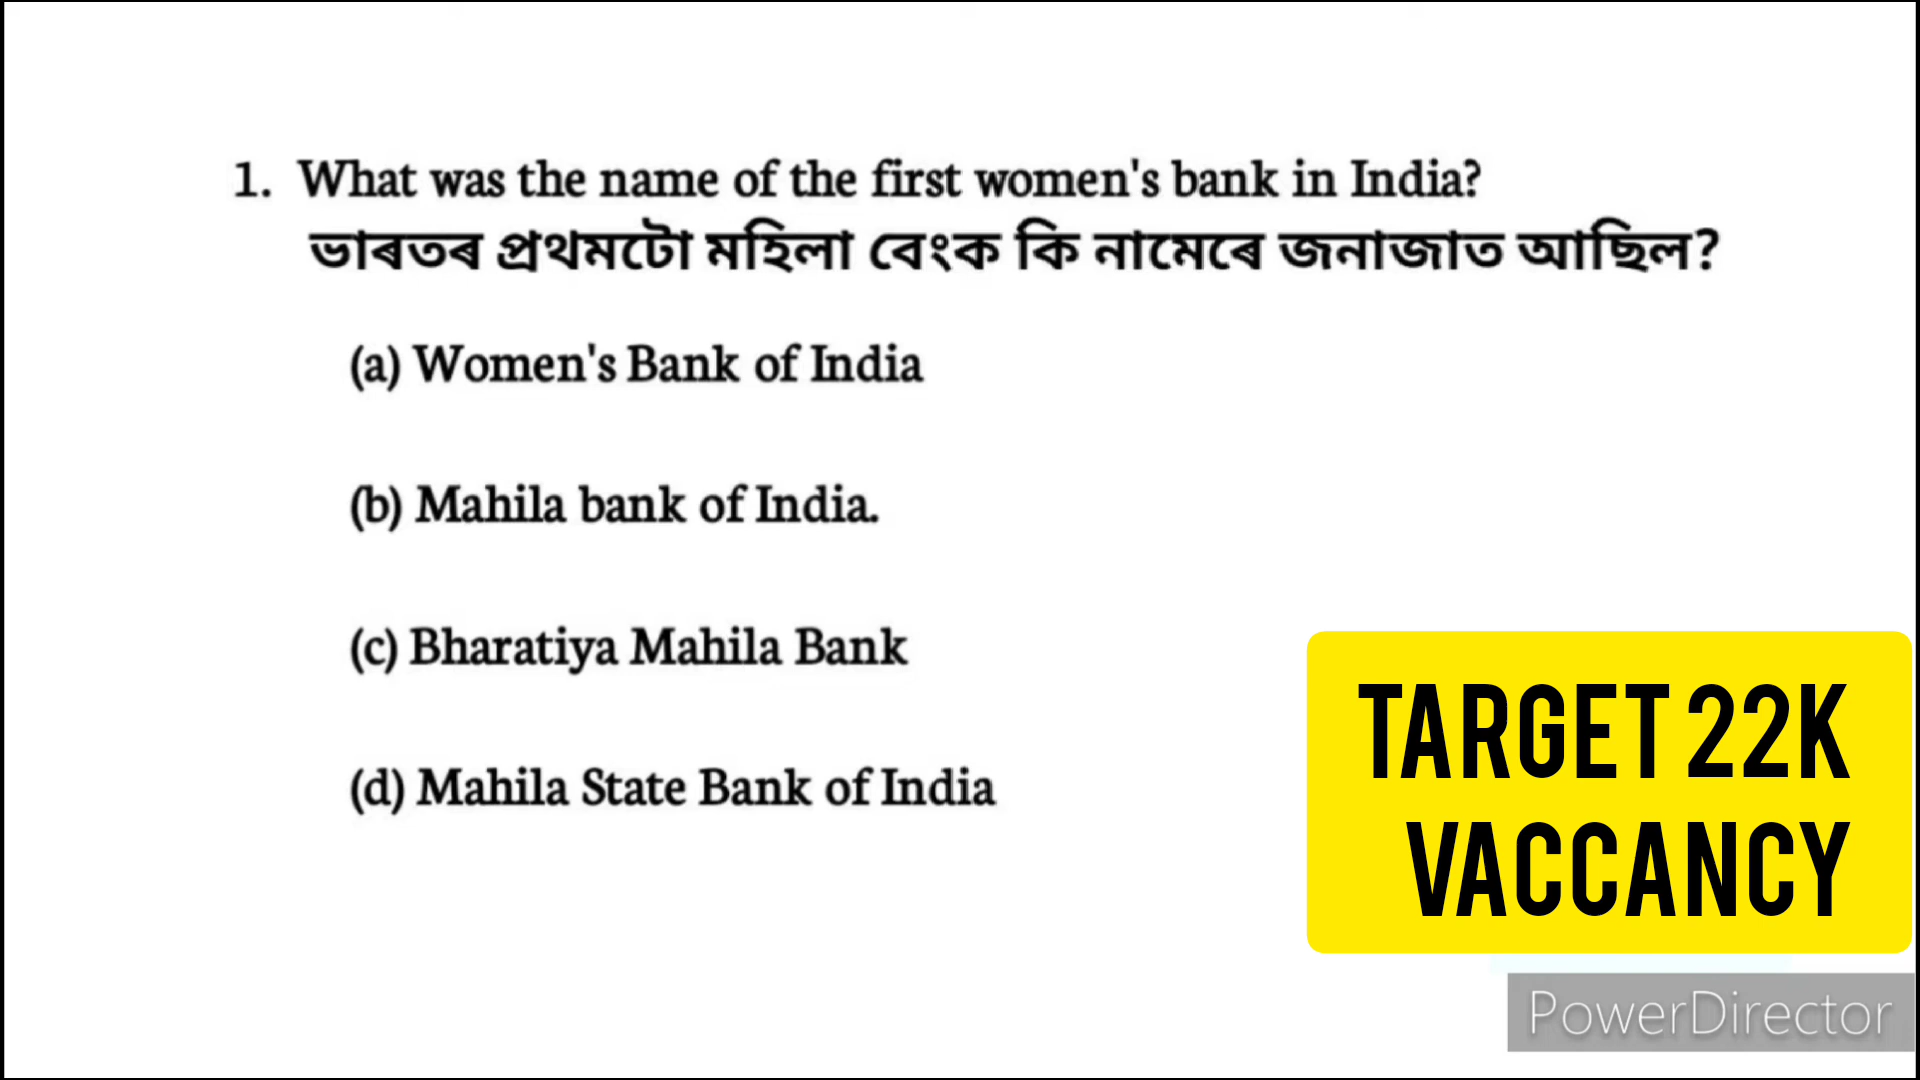 1. What was the name of the first women's bank in India?
ভাৰতৰ প্ৰথমটো মহিলা বেংক কি নামেৰে জনাজাত আছিল?
(a) Women's Bank of India
(b) Mahila bank of India.
(c) Bharatiya Mahila Bank
(d) Mahila State Bank of India
TARGET 22K
VACCANCY
PowerDirector